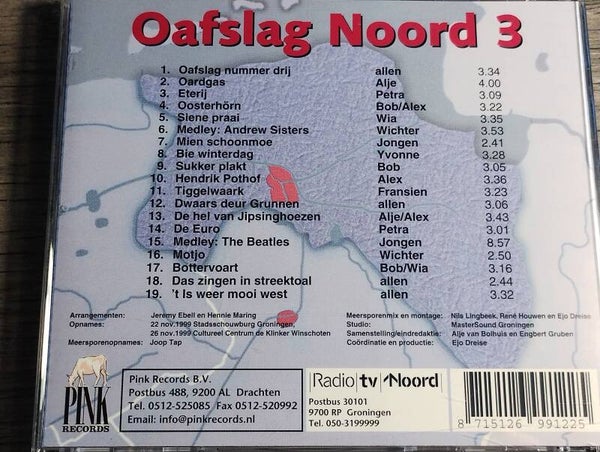 Oafslag Noord 3
1. Oafslag nummer drij allen 3.34
2. Oardgas Alje 4.00
3. Eterij Petra 3.09
4. Oosterhörn Bob/Alex 3.22
5. Slene praai Wia 3.35
6. Medley: Andrew Sisters Wichter 3.53
7. Mien schoonmoe Jongen 2.41
8. Bie winterdag Yvonne 3.28
9. Sukker plakt Bob 3.05
10. Hendrik Pothof Alex 3.36
11. Tiggelwaark Fransien 3.23
12. Dwaars deur Grunnen allen 3.06
13. De hel van Jipsinghoezen Alje/Alex 3.43
14. De Euro Petra 3.01
15. Medley: The Beatles Jongen 8.57
16. Motjo Wichter 2.50
17. Bottervoart Bob/Wia 3.16
18. Das zingen in streektoal allen 2.44
19. 't Is weer mooi west allen 3.32
Arrangementen: Jeremy Ebell en Hennie Maring
Opnames: 22 nov.1999 Stadsschouwburg Groningen,
26 nov.1999 Cultureel Centrum de Klinker Winschoten
Meersporenopnames: Joop Tap
Meersporenmix en montage: Nils Lingbeek, René Houwen en Ejo Dreise
Studio: MasterSound Groningen
Samenstelling/eindredaktie: Alje van Bolhuis en Engbert Gruben
Coördinatie en produktie: Ejo Dreise
PINK
RECORDS
Pink Records B.V.
Postbus 488, 9200 AL Drachten
Tel. 0512-525085 Fax 0512-520992
Email: info@pinkrecords.nl
Radio tv Noord
Postbus 30101
9700 RP Groningen
Tel. 050-3199999
8 715126 991225